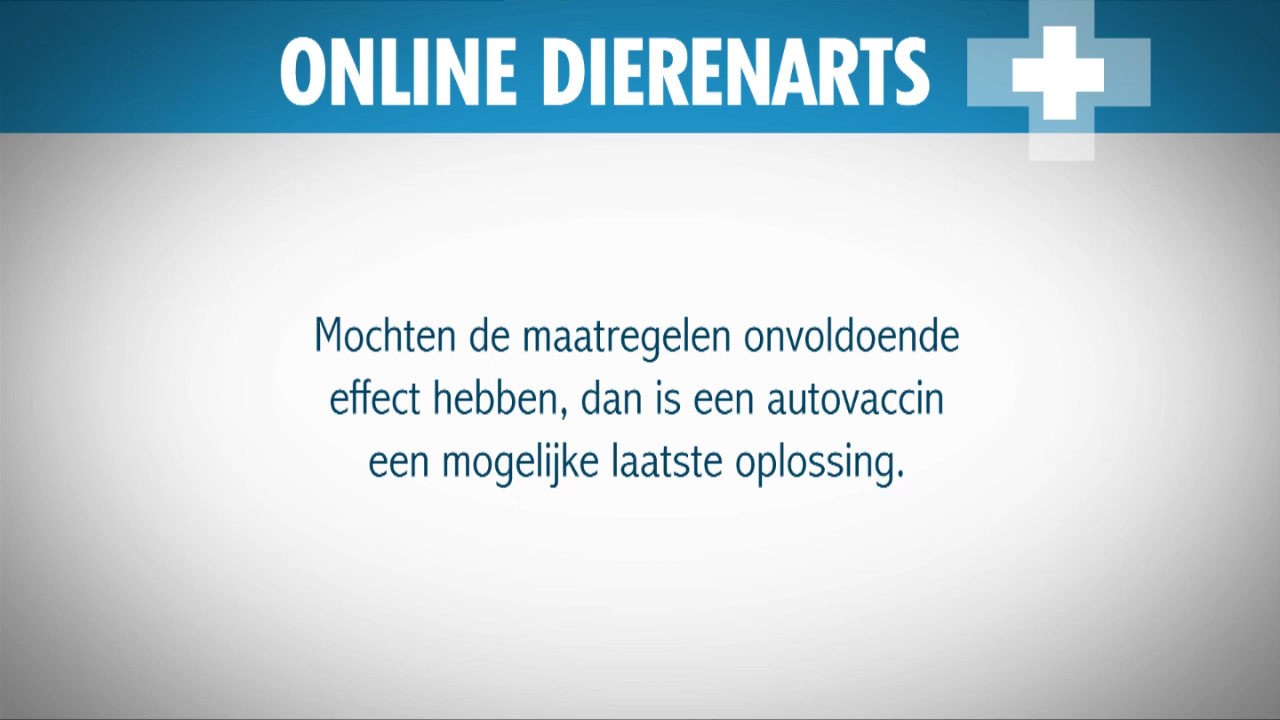 ONLINE DIERENARTS
Mochten de maatregelen onvoldoende
effect hebben, dan is een autovaccin
een mogelijke laatste oplossing.